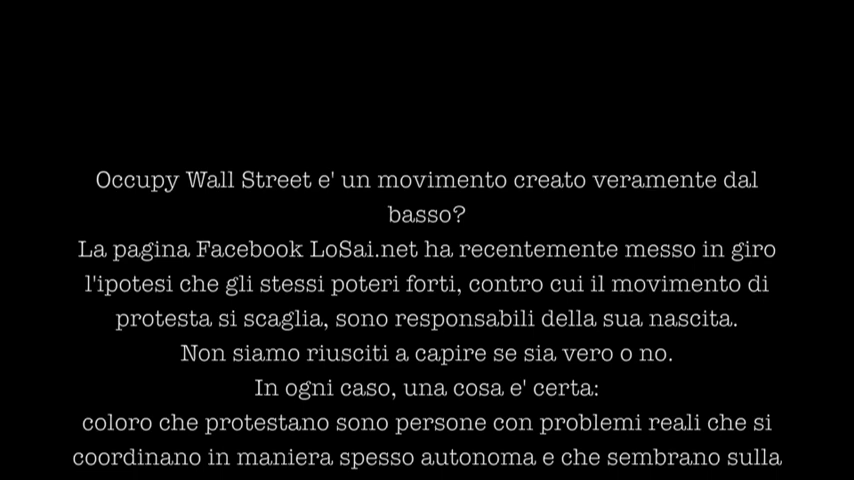 Occupy Wall Street e' un movimento creato veramente dal
basso?
La pagina Facebook LoSai.net ha recentemente messo in giro
l'ipotesi che gli stessi poteri forti, contro cui il movimento di
protesta si scaglia, sono responsabili della sua nascita.
Non siamo riusciti a capire se sia vero o no.
In ogni caso, una cosa e' certa:
coloro che protestano sono persone con problemi reali che si
coordinano in maniera spesso autonoma e che sembrano sulla